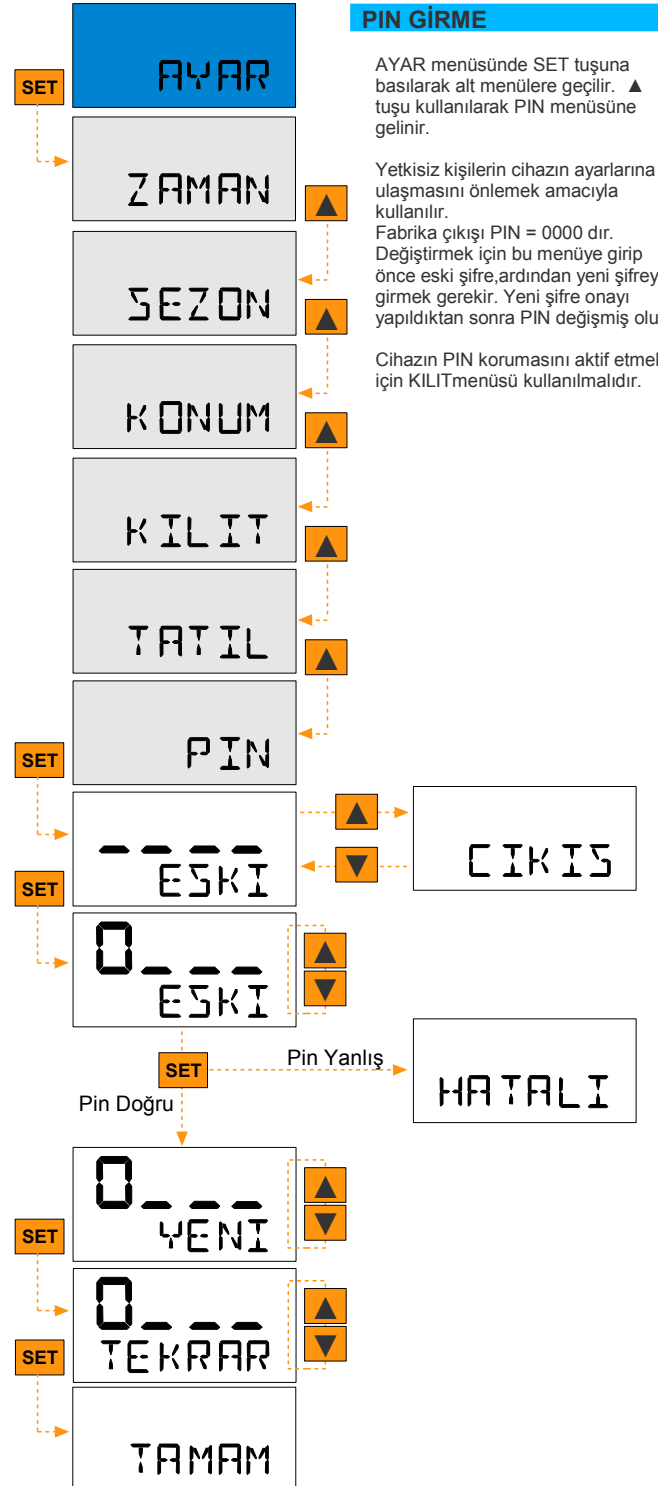 PIN GİRME
AYAR menüsünde SET tuşuna
basılarak alt menülere geçilir. ▲
tuşu kullanılarak PIN menüsüne
gelinir.
Yetkisiz kişilerin cihazın ayarlarına
ulaşmasını önlemek amacıyla
kullanılır.
Fabrika çıkışı PIN = 0000 dır.
Değiştirmek için bu menüye girip
önce eski şifre,ardından yeni şifrey
girmek gerekir. Yeni şifre onayı
yapıldıktan sonra PIN değişmiş olu
Cihazın PIN korumasını aktif etme
için KILITmenüsü kullanılmalıdır.
AYAR
SET
ZAMAN
▲
SEZON
▲
KONUM
▲
KILIT
▲
TATIL
▲
PIN
SET
_ _ _ _
ESKI
▲
▼
CIKIS
SET
0_ _ _
ESKI
▲
▼
SET
Pin Yanlış
HATALI
Pin Doğru
0_ _ _
YENI
▲
▼
SET
0_ _ _
TEKRAR
▲
▼
SET
TAMAM